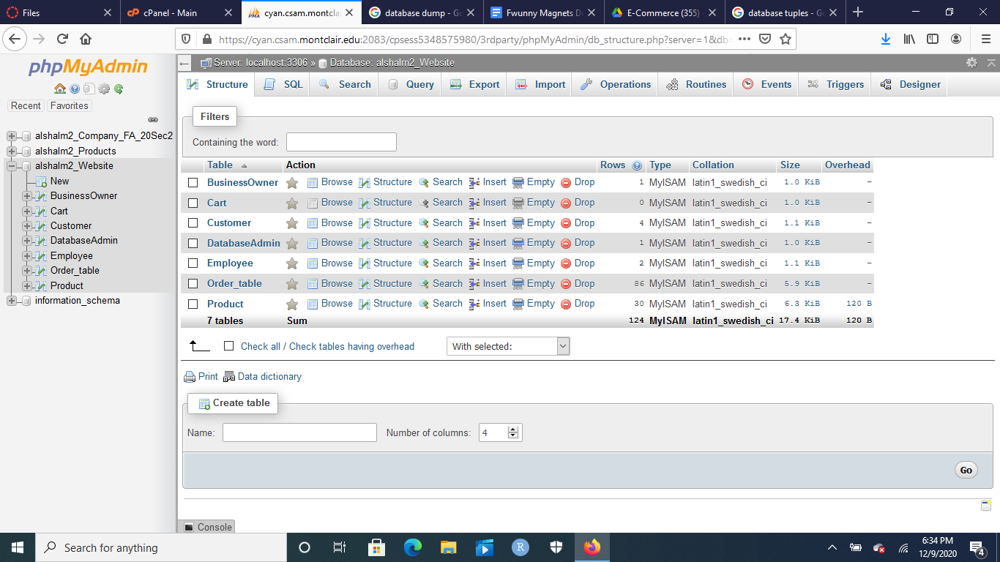 Files
cPanel - Main
cyan.csam.montclai
database dump - Go
Fwunny Magnets Do
E-Commerce (355) -
database tuples - Go
https://cyan.csam.montclair.edu:2083/cpsess5348575980/3rdparty/phpMyAdmin/db_structure.php?server=1&db=
phpMyAdmin
Recent Favorites
alshalm2_Company_FA_20Sec2
alshalm2_Products
alshalm2_Website
New
BusinessOwner
Cart
Customer
DatabaseAdmin
Employee
Order_table
Product
information_schema
Server: localhost:3306 » Database: alshalm2_Website
Structure SQL Search Query Export Import Operations Routines Events Triggers Designer
Filters
Containing the word:
Table Action Rows Type Collation Size Overhead
BusinessOwner Browse Structure Search Insert Empty Drop 1 MyISAM latin1_swedish_ci 1.0 KiB -
Cart Browse Structure Search Insert Empty Drop 0 MyISAM latin1_swedish_ci 1.0 KiB -
Customer Browse Structure Search Insert Empty Drop 4 MyISAM latin1_swedish_ci 1.1 KiB -
DatabaseAdmin Browse Structure Search Insert Empty Drop 1 MyISAM latin1_swedish_ci 1.0 KiB -
Employee Browse Structure Search Insert Empty Drop 2 MyISAM latin1_swedish_ci 1.1 KiB -
Order_table Browse Structure Search Insert Empty Drop 86 MyISAM latin1_swedish_ci 5.9 KiB -
Product Browse Structure Search Insert Empty Drop 30 MyISAM latin1_swedish_ci 6.3 KiB 120 B
7 tables Sum 124 MyISAM latin1_swedish_ci 17.4 KiB 120 B
Check all / Check tables having overhead With selected:
Print Data dictionary
Create table
Name: Number of columns: 4
Go
Console
Search for anything
R
6:34 PM
12/9/2020
4